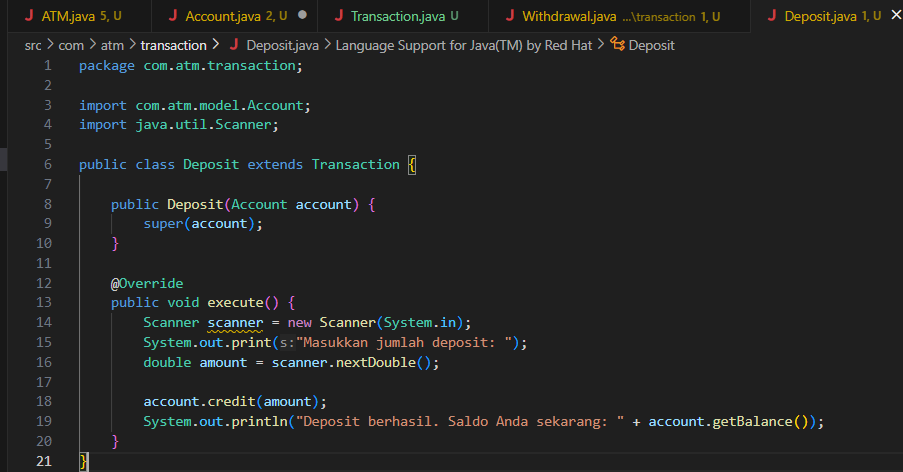 J ATM.java 5, U J Account.java 2, U J Transaction.java U J Withdrawal.java ...\transaction 1, U J Deposit.java 1, U
src > com > atm > transaction > J Deposit.java > Language Support for Java(TM) by Red Hat > Deposit
1 package com.atm.transaction;
2
3 import com.atm.model.Account;
4 import java.util.Scanner;
5
6 public class Deposit extends Transaction {
7
8 public Deposit(Account account) {
9 super(account);
10 }
11
12 @Override
13 public void execute() {
14 Scanner scanner = new Scanner(System.in);
15 System.out.print(s:"Masukkan jumlah deposit: ");
16 double amount = scanner.nextDouble();
17
18 account.credit(amount);
19 System.out.println("Deposit berhasil. Saldo Anda sekarang: " + account.getBalance());
20 }
21 }